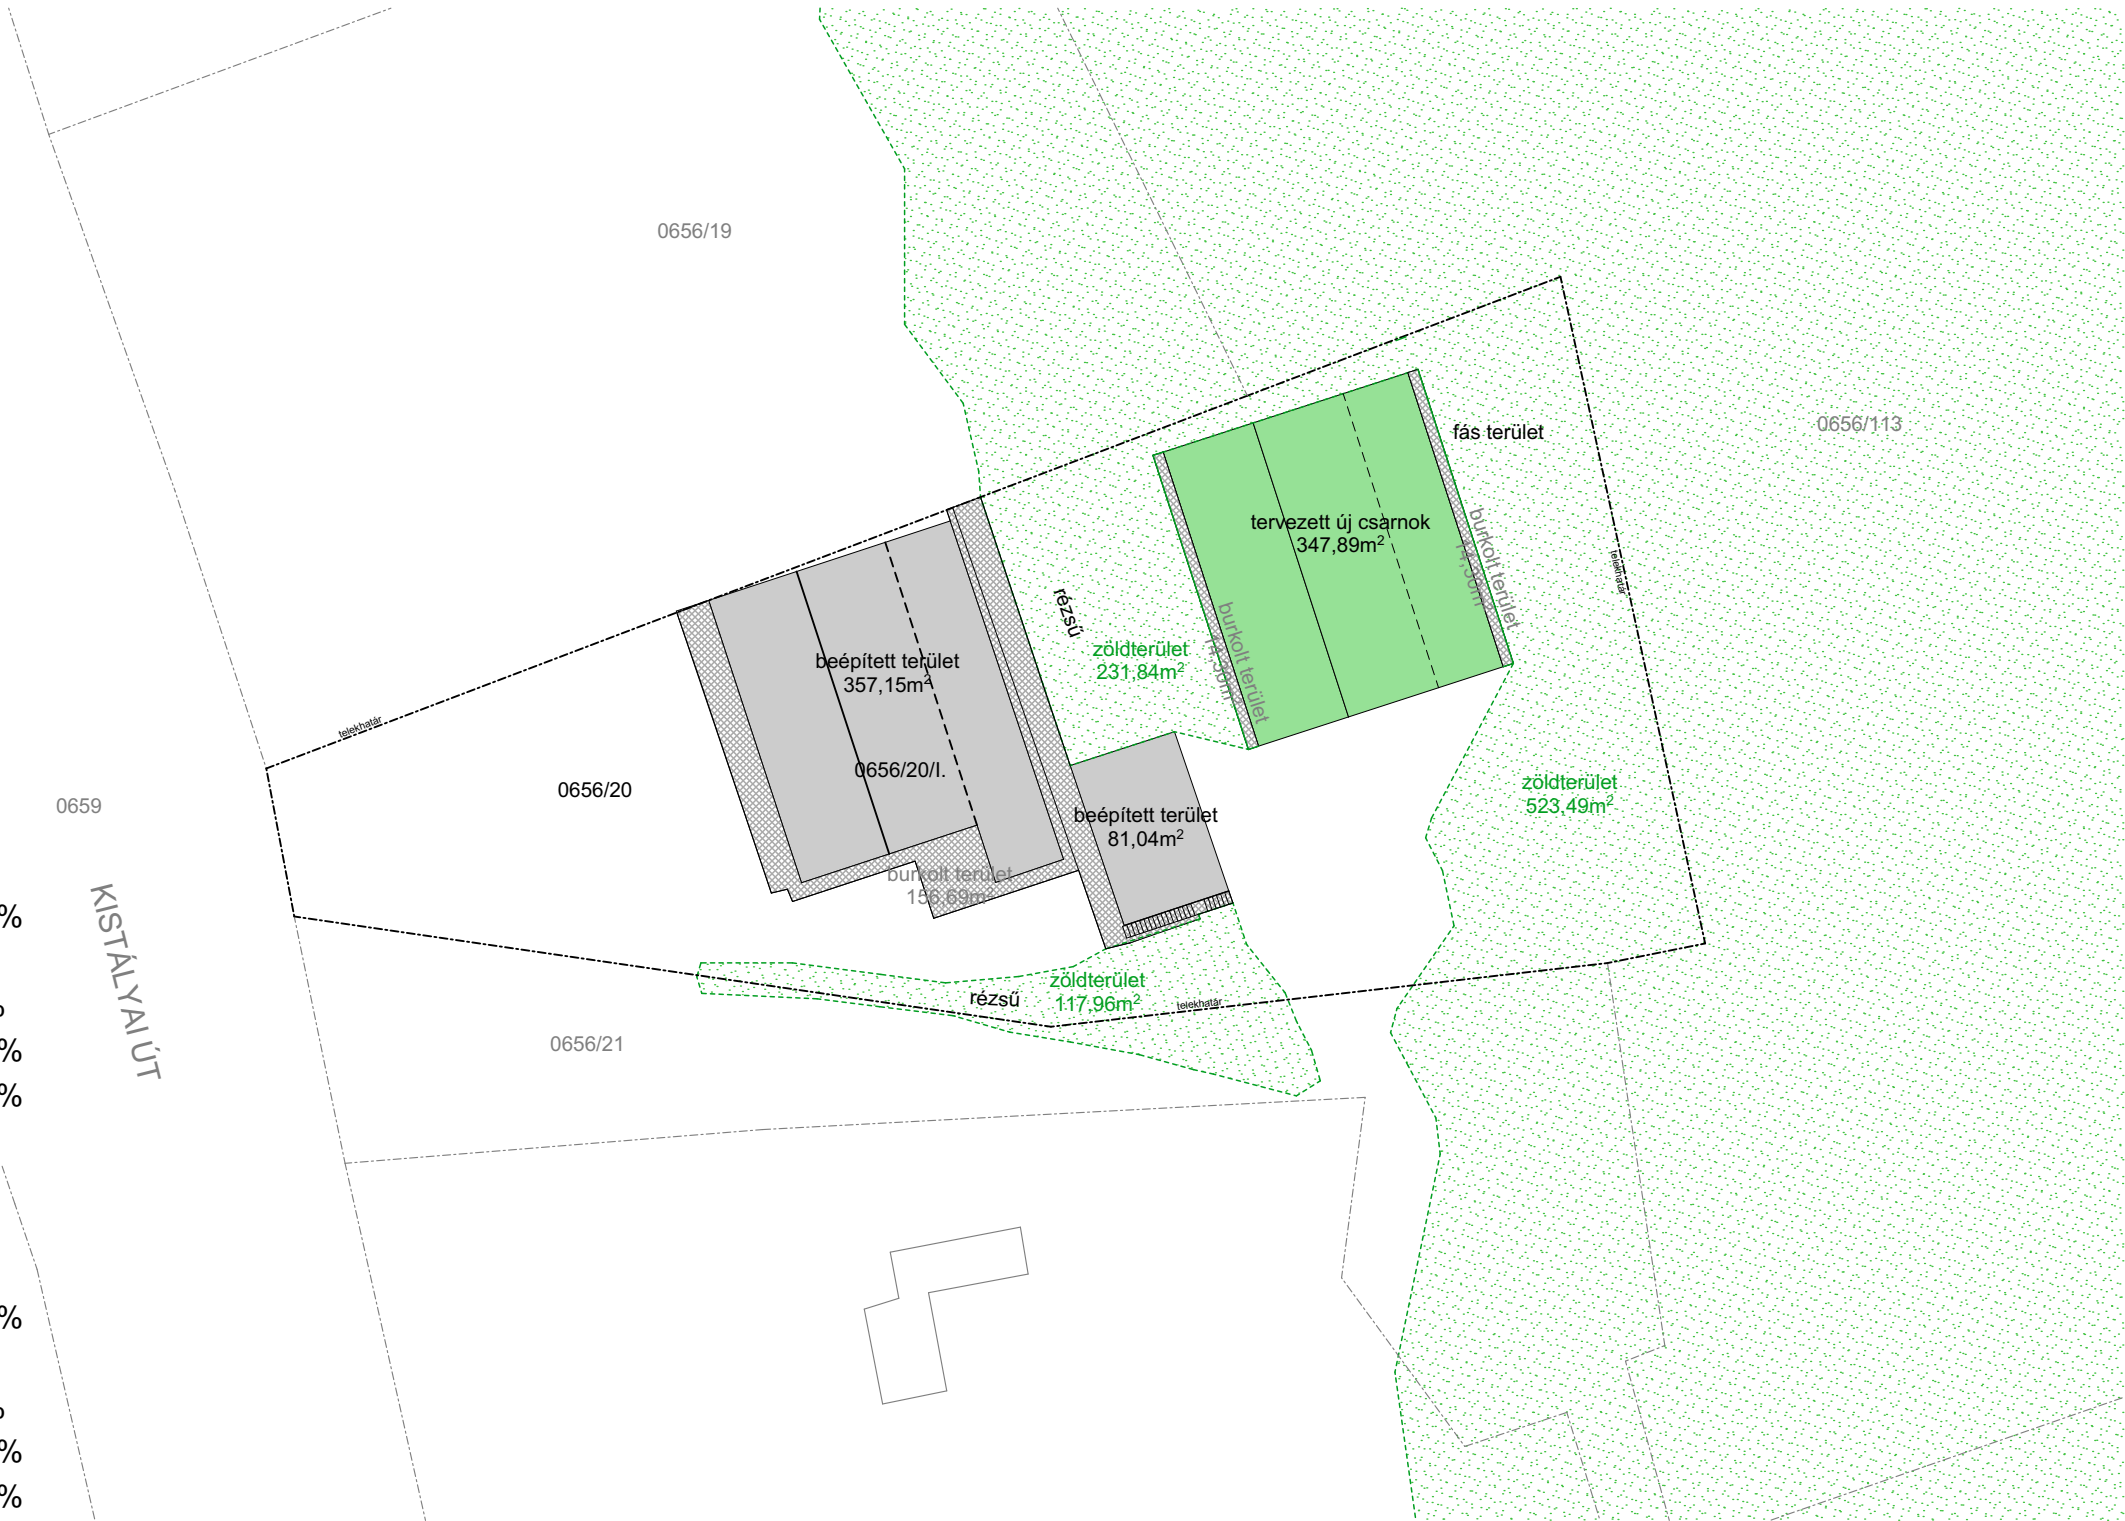 0656/19
0656/113
fás terület
tervezett új csarnok
347,89m²
burkolt terület
telekhatár
rézsű
zöldterület
231,84m²
burkolt terület
beépített terület
357,15m²
telekhatár
0656/20/I.
0656/20
0659
zöldterület
523,49m²
beépített terület
81,04m²
burkolt terület
156,69m²
KISTÁLYAI ÚT
%
zöldterület
117,96m²
rézsű
telekhatár
0656/21
%
%
%
%
%